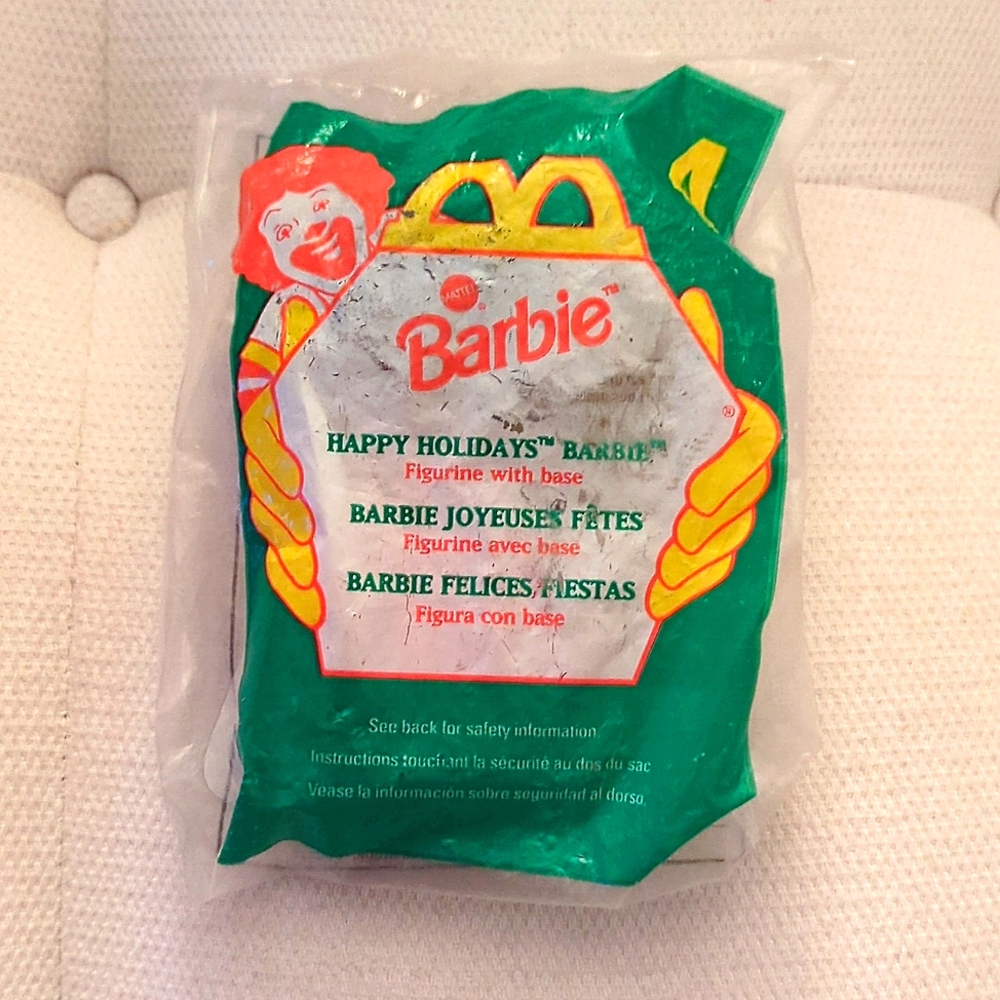 MATTEL
Barbie™
®
HAPPY HOLIDAYS™ BARBIE™
Figurine with base
BARBIE JOYEUSES FÊTES
Figurine avec base
BARBIE FELICES FIESTAS
Figura con base
See back for safety information.
Instructions touchant la sécurité au dos du sac
Véase la información sobre seguridad al dorso.